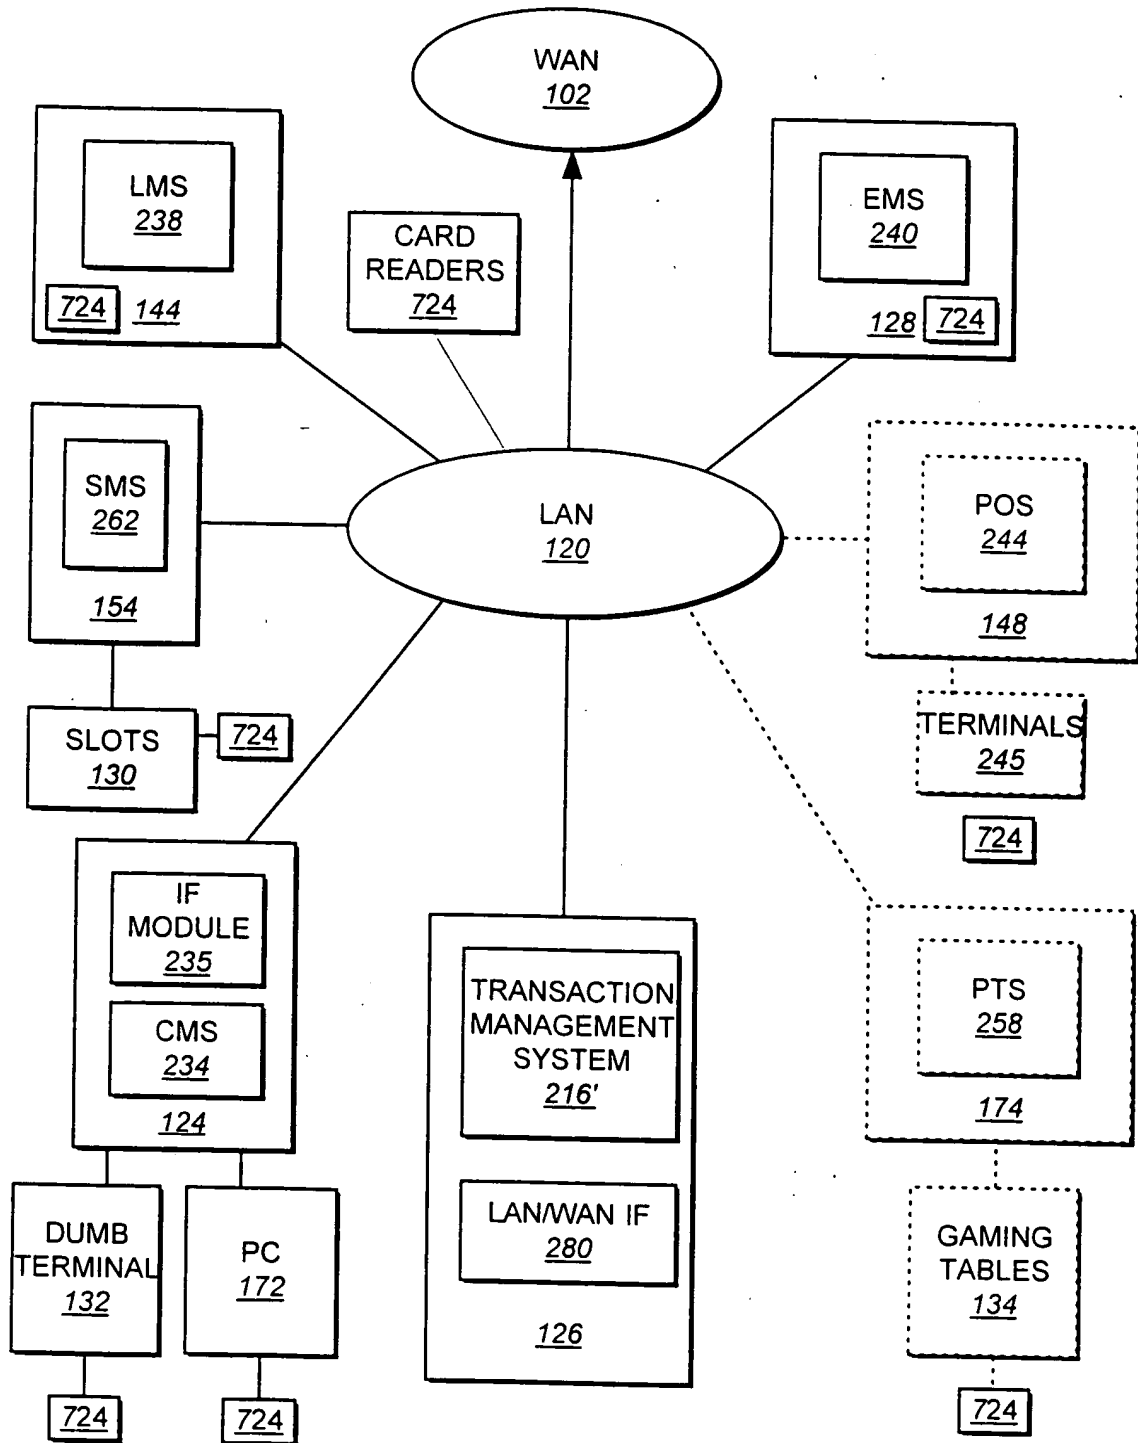 WAN
102
LMS
238
724
144
CARD
READERS
724
EMS
240
128
724
SMS
262
154
LAN
120
POS
244
148
SLOTS
130
724
TERMINALS
245
724
IF
MODULE
235
CMS
234
124
TRANSACTION
MANAGEMENT
SYSTEM
216'
LAN/WAN IF
280
126
PTS
258
174
DUMB
TERMINAL
132
PC
172
GAMING
TABLES
134
724
724
724